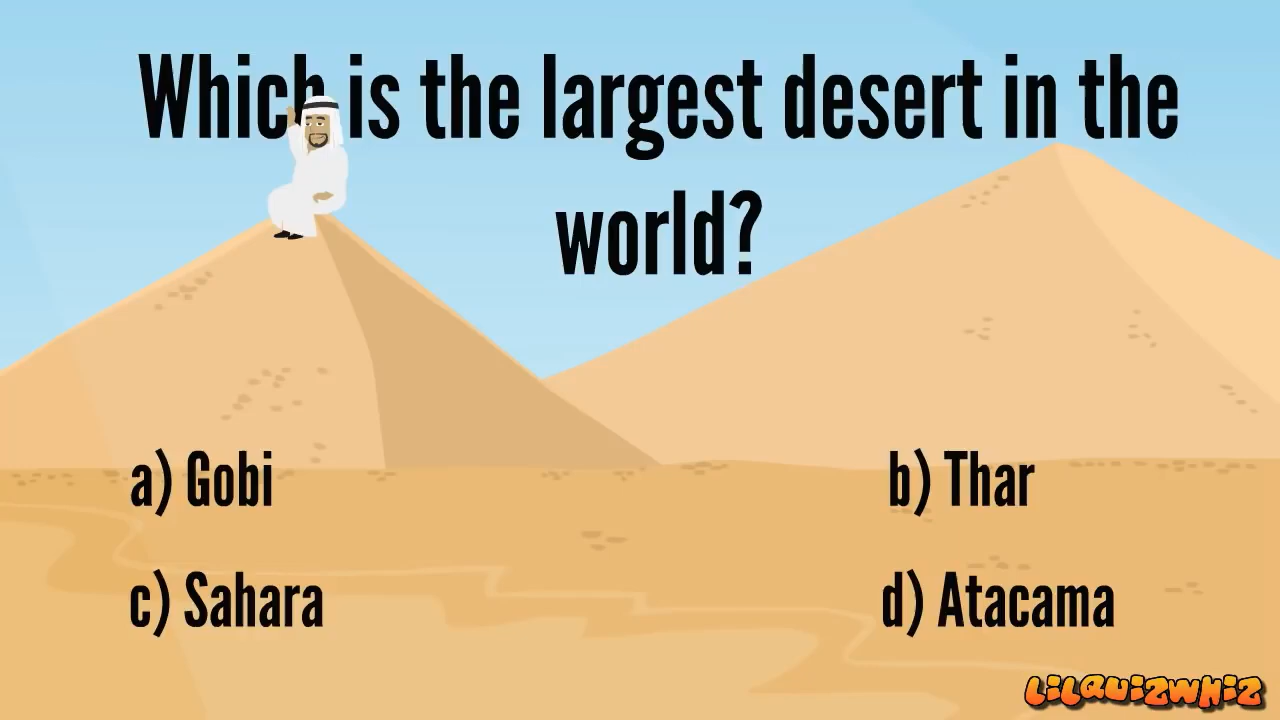 Which is the largest desert in the
world?
a) Gobi
b) Thar
c) Sahara
d) Atacama
LILQUIZWHIZ